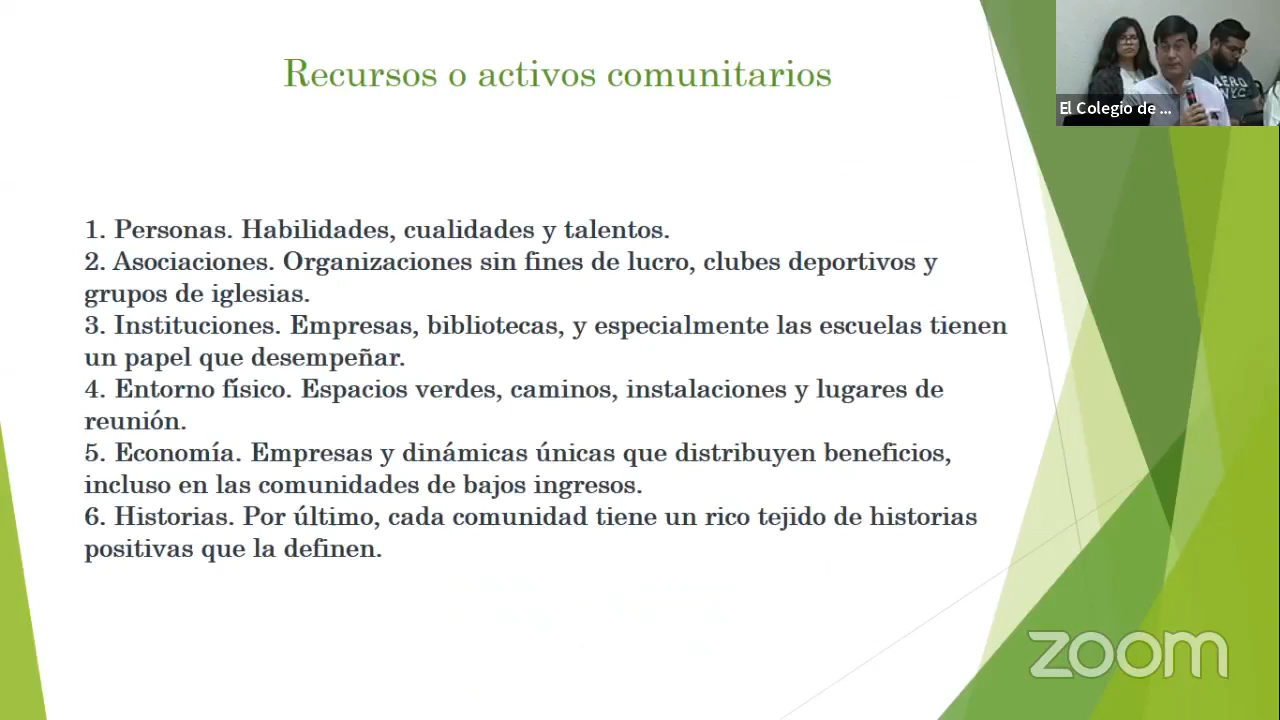 Recursos o activos comunitarios
El Colegio de ...
AERO
NYC
1. Personas. Habilidades, cualidades y talentos.
2. Asociaciones. Organizaciones sin fines de lucro, clubes deportivos y
grupos de iglesias.
3. Instituciones. Empresas, bibliotecas, y especialmente las escuelas tienen
un papel que desempeñar.
4. Entorno físico. Espacios verdes, caminos, instalaciones y lugares de
reunión.
5. Economía. Empresas y dinámicas únicas que distribuyen beneficios,
incluso en las comunidades de bajos ingresos.
6. Historias. Por último, cada comunidad tiene un rico tejido de historias
positivas que la definen.
zoom